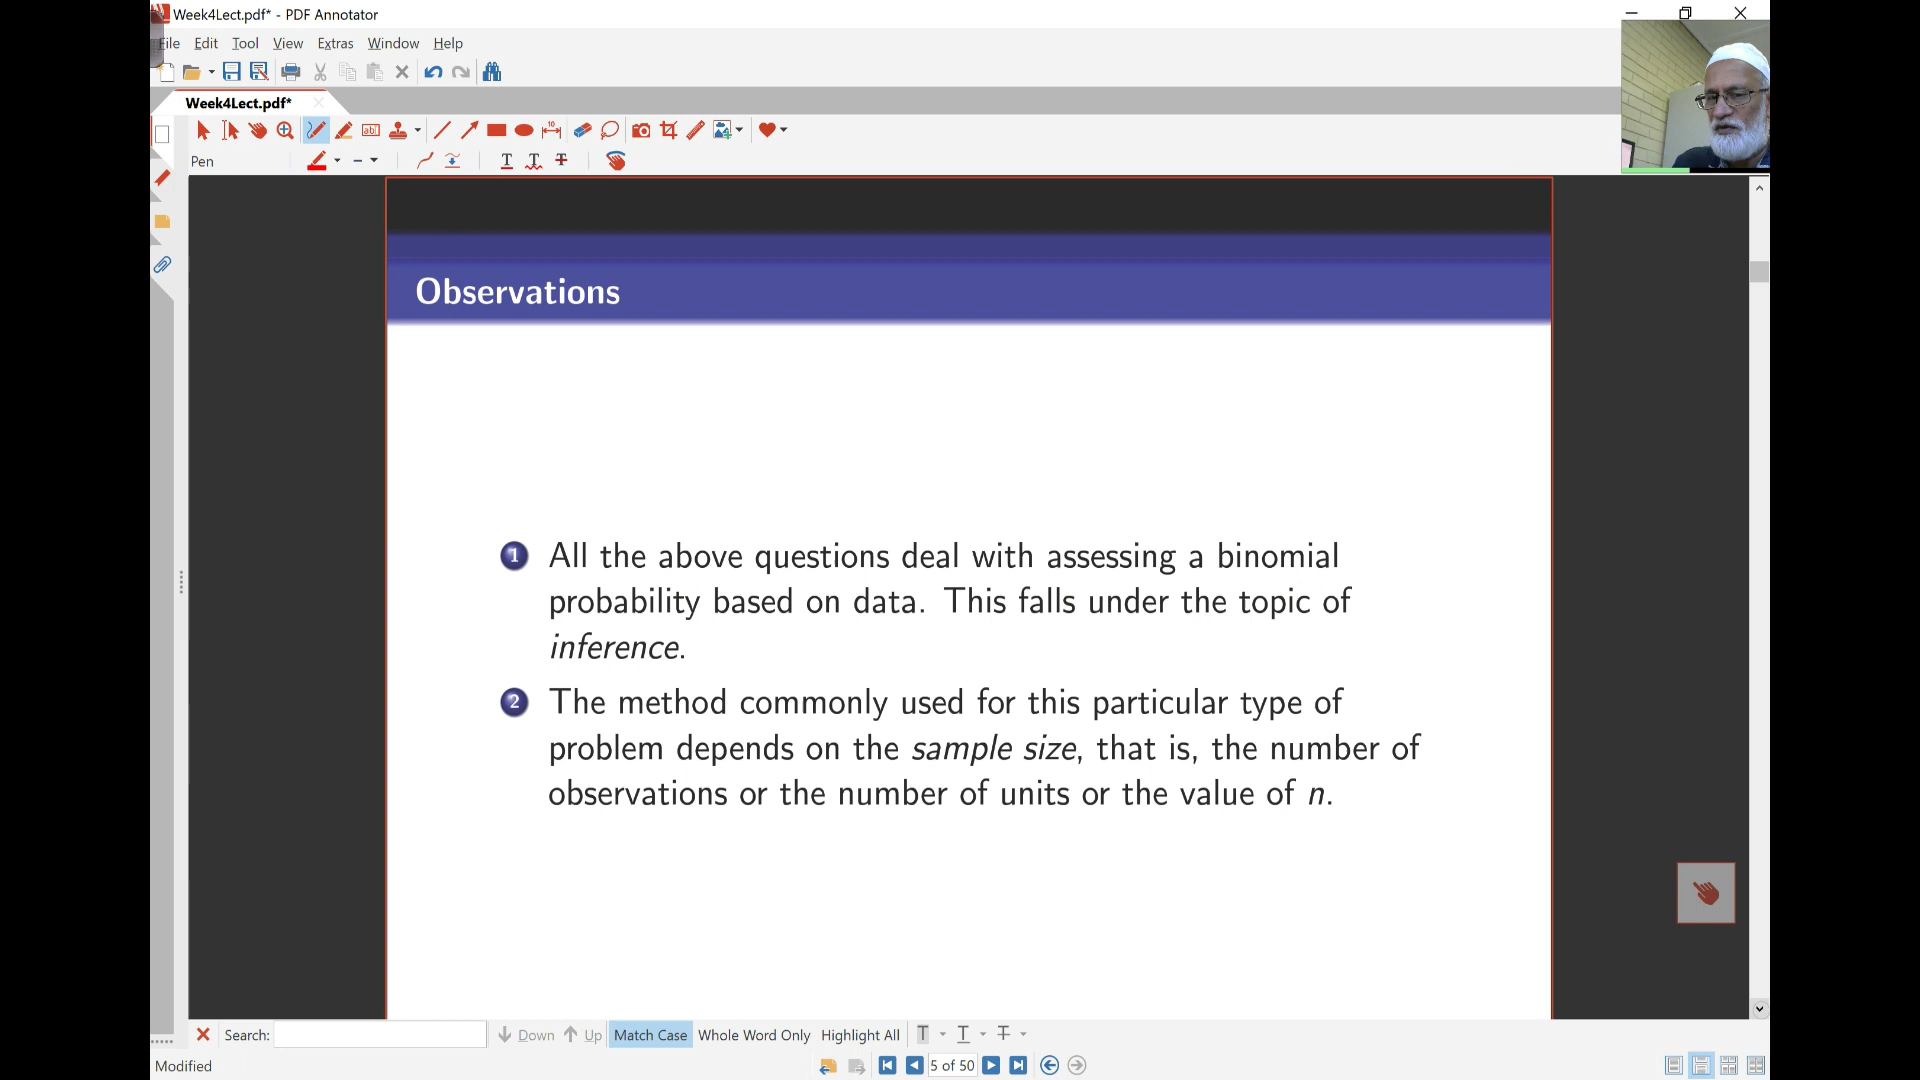 Week4Lect.pdf* - PDF Annotator
File Edit Tool View Extras Window Help
Week4Lect.pdf*
Pen
Observations
1 All the above questions deal with assessing a binomial
probability based on data. This falls under the topic of
inference.
2 The method commonly used for this particular type of
problem depends on the sample size, that is, the number of
observations or the number of units or the value of n.
Search: Down Up Match Case Whole Word Only Highlight All
Modified
5 of 50